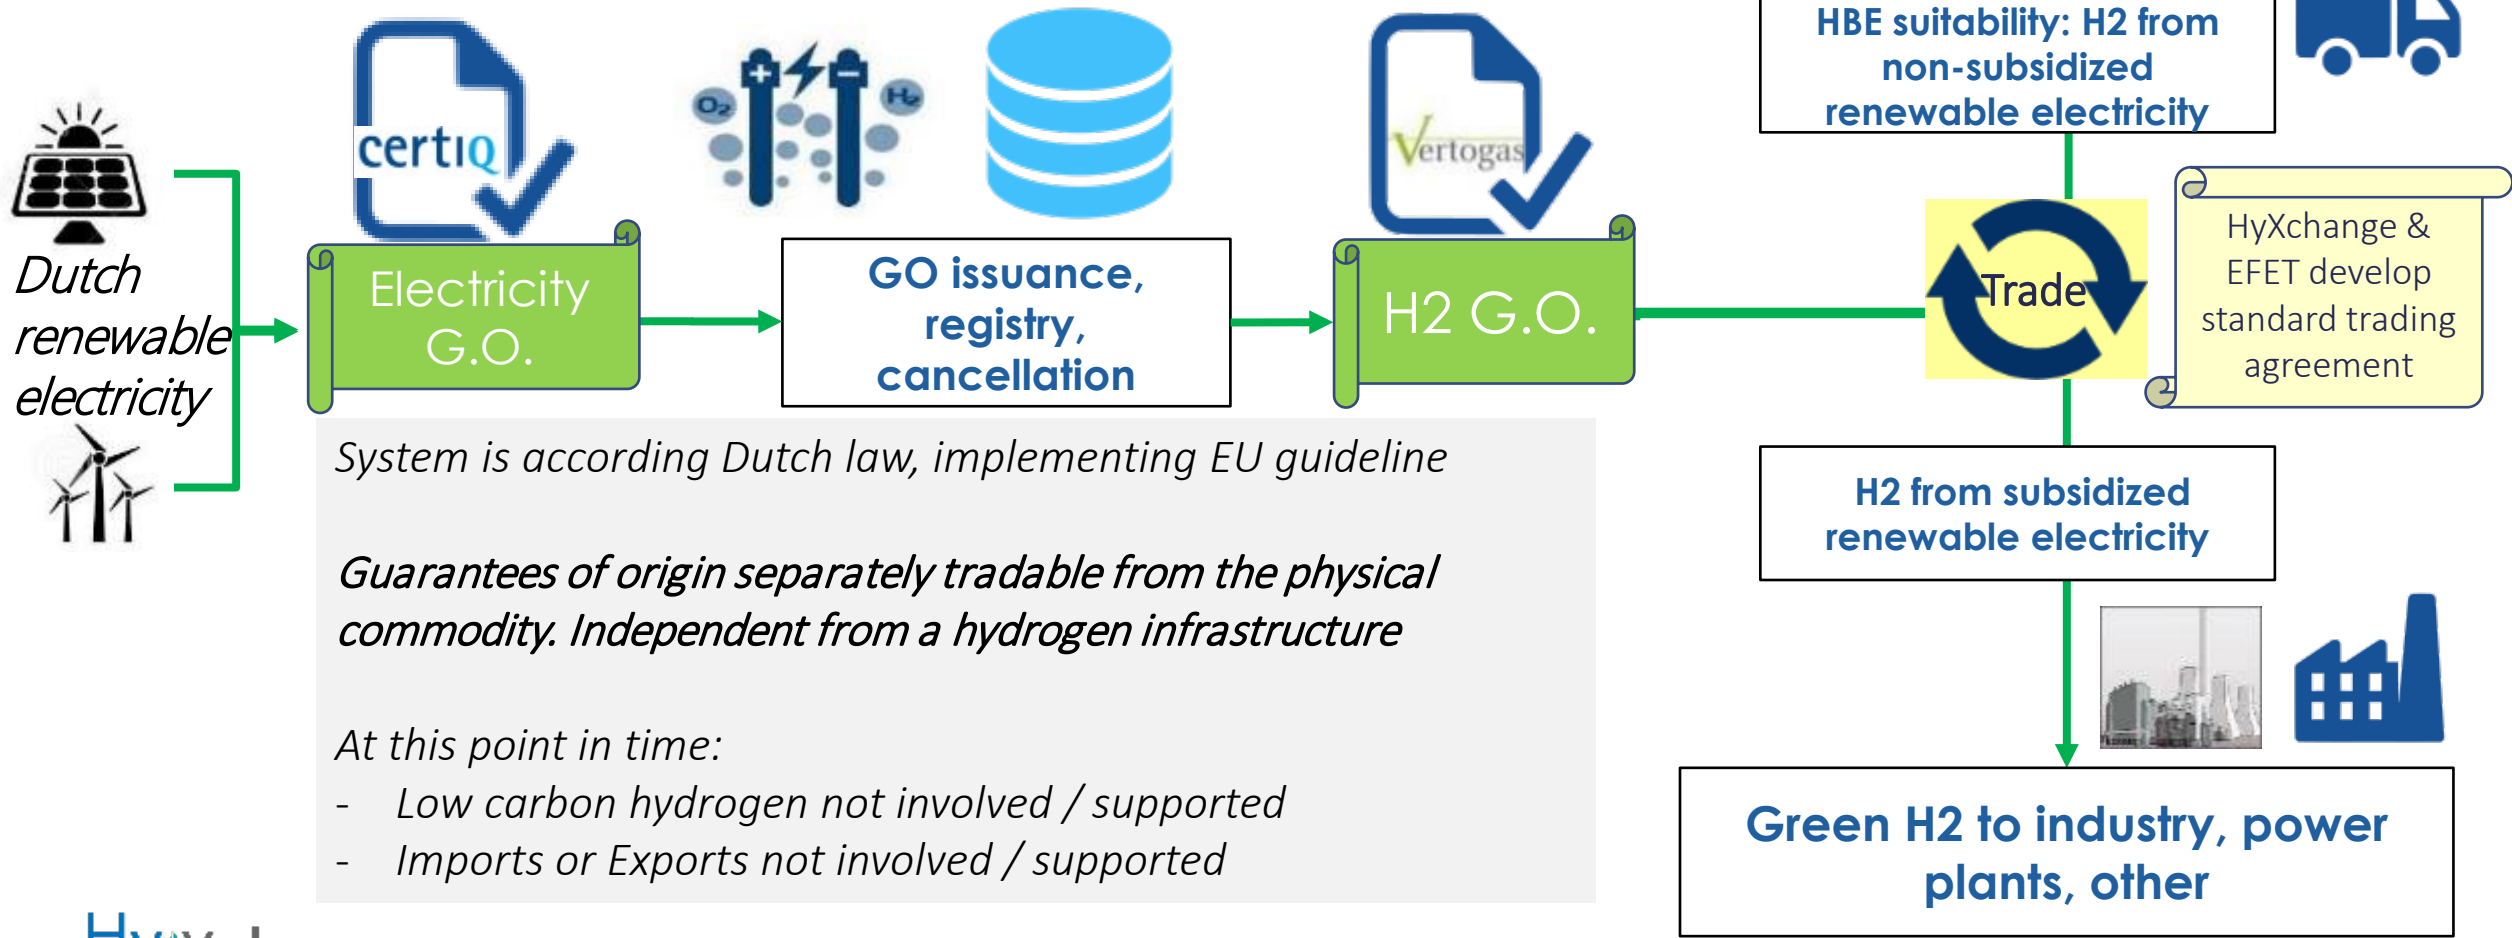 HBE suitability: H2 from
non-subsidized
renewable electricity
certiQ
+
-
O2
H2
Vertogas
Dutch
renewable
electricity
Electricity
G.O.
GO issuance,
registry,
cancellation
H2 G.O.
Trade
HyXchange &
EFET develop
standard trading
agreement
System is according Dutch law, implementing EU guideline
Guarantees of origin separately tradable from the physical
commodity. Independent from a hydrogen infrastructure
At this point in time:
- Low carbon hydrogen not involved / supported
- Imports or Exports not involved / supported
H2 from subsidized
renewable electricity
Green H2 to industry, power
plants, other